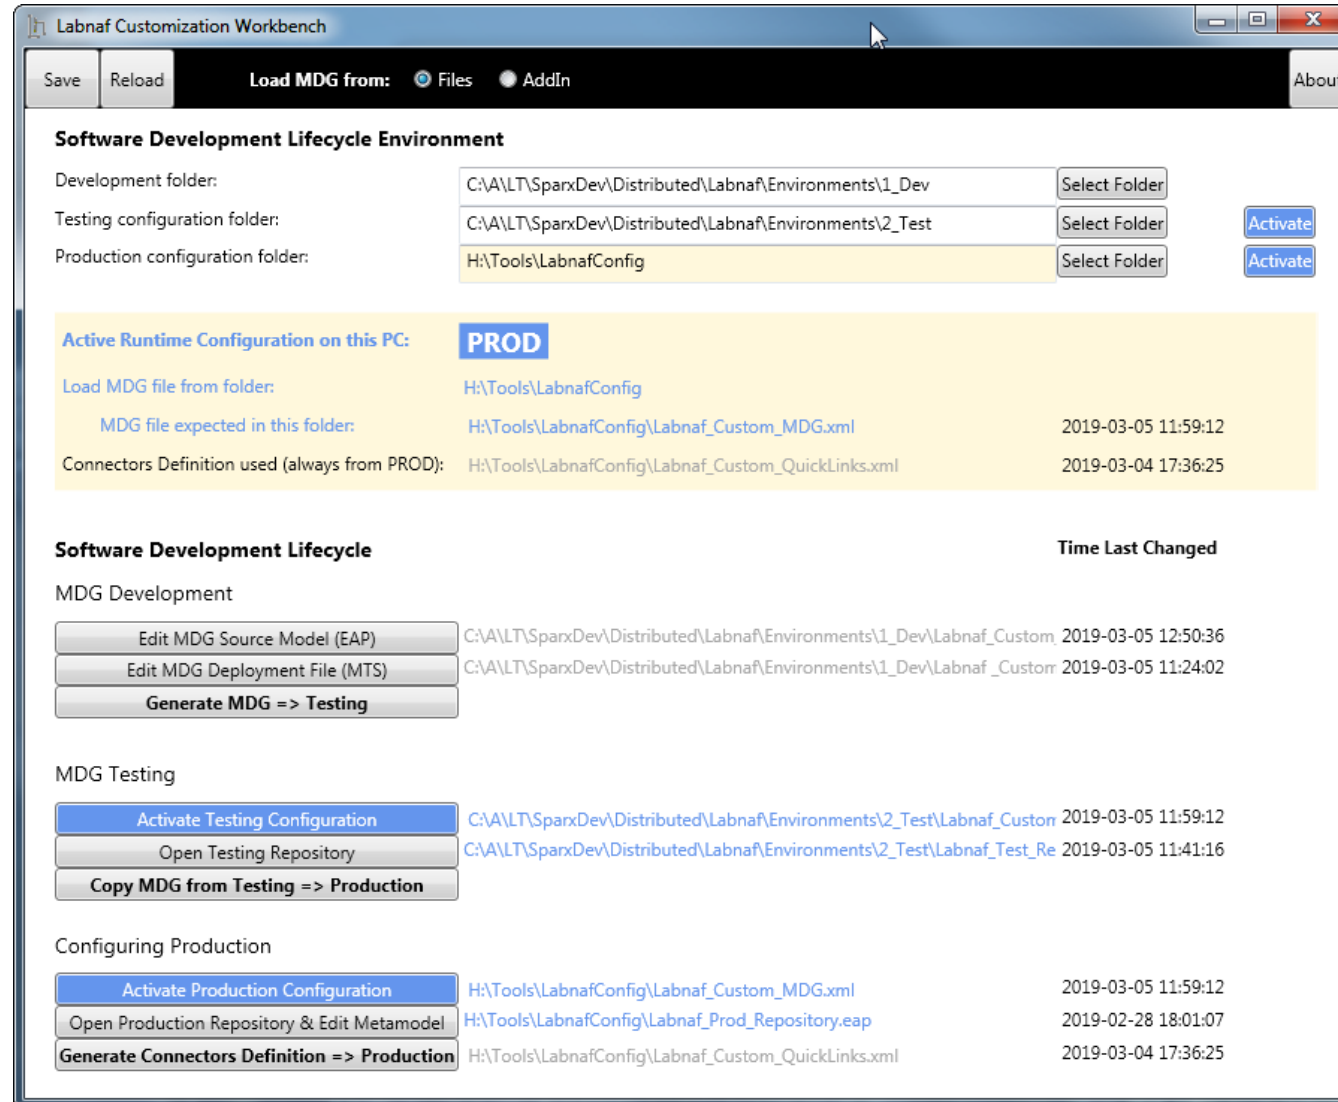 Labnaf Customization Workbench
Save Reload Load MDG from: Files AddIn Abou
Software Development Lifecycle Environment
Development folder: C:\A\LT\SparxDev\Distributed\Labnaf\Environments\1_Dev Select Folder
Testing configuration folder: C:\A\LT\SparxDev\Distributed\Labnaf\Environments\2_Test Select Folder Activate
Production configuration folder: H:\Tools\LabnafConfig Select Folder Activate
Active Runtime Configuration on this PC: PROD
Load MDG file from folder: H:\Tools\LabnafConfig
MDG file expected in this folder: H:\Tools\LabnafConfig\Labnaf_Custom_MDG.xml 2019-03-05 11:59:12
Connectors Definition used (always from PROD): H:\Tools\LabnafConfig\Labnaf_Custom_QuickLinks.xml 2019-03-04 17:36:25
Software Development Lifecycle Time Last Changed
MDG Development
Edit MDG Source Model (EAP) C:\A\LT\SparxDev\Distributed\Labnaf\Environments\1_Dev\Labnaf_Custom_ 2019-03-05 12:50:36
Edit MDG Deployment File (MTS) C:\A\LT\SparxDev\Distributed\Labnaf\Environments\1_Dev\Labnaf _Custom 2019-03-05 11:24:02
Generate MDG => Testing
MDG Testing
Activate Testing Configuration C:\A\LT\SparxDev\Distributed\Labnaf\Environments\2_Test\Labnaf_Custom 2019-03-05 11:59:12
Open Testing Repository C:\A\LT\SparxDev\Distributed\Labnaf\Environments\2_Test\Labnaf_Test_Re 2019-03-05 11:41:16
Copy MDG from Testing => Production
Configuring Production
Activate Production Configuration H:\Tools\LabnafConfig\Labnaf_Custom_MDG.xml 2019-03-05 11:59:12
Open Production Repository & Edit Metamodel H:\Tools\LabnafConfig\Labnaf_Prod_Repository.eap 2019-02-28 18:01:07
Generate Connectors Definition => Production H:\Tools\LabnafConfig\Labnaf_Custom_QuickLinks.xml 2019-03-04 17:36:25